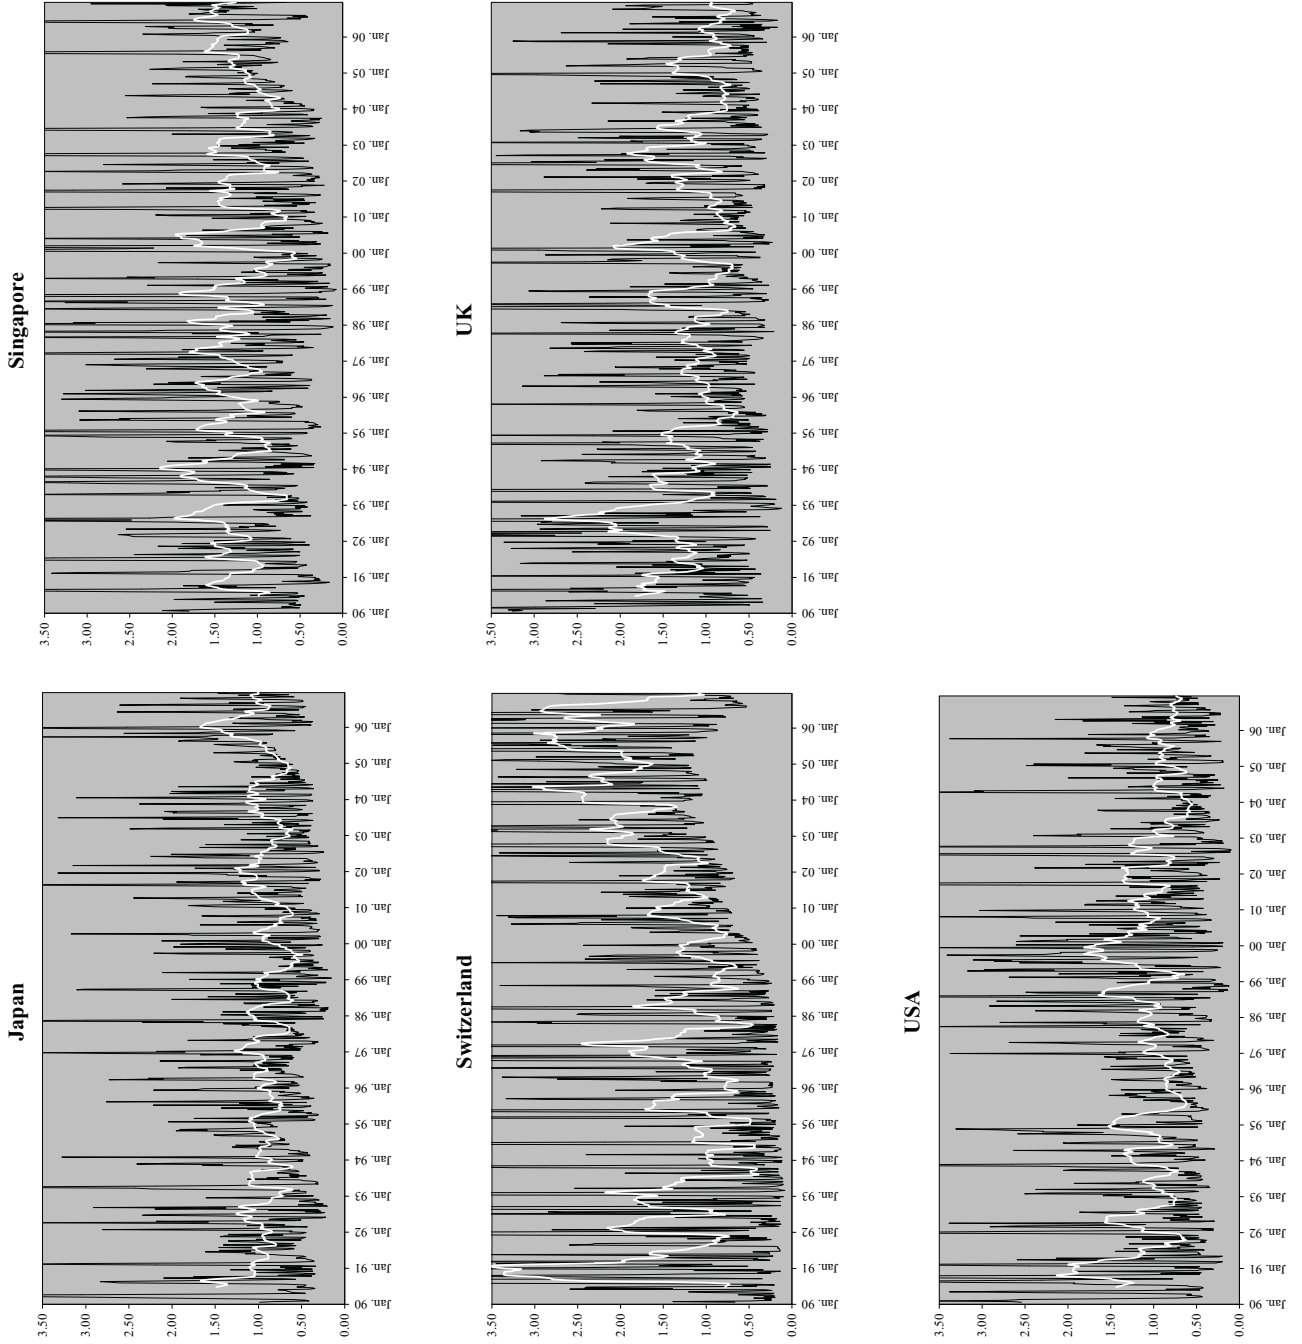 Japan
3.50
3.00
2.50
2.00
1.50
1.00
0.50
0.00
Jan. 90
Jan. 91
Jan. 92
Jan. 93
Jan. 94
Jan. 95
Jan. 96
Jan. 97
Jan. 98
Jan. 99
Jan. 00
Jan. 01
Jan. 02
Jan. 03
Jan. 04
Jan. 05
Jan. 06
Singapore
3.50
3.00
2.50
2.00
1.50
1.00
0.50
0.00
Jan. 90
Jan. 91
Jan. 92
Jan. 93
Jan. 94
Jan. 95
Jan. 96
Jan. 97
Jan. 98
Jan. 99
Jan. 00
Jan. 01
Jan. 02
Jan. 03
Jan. 04
Jan. 05
Jan. 06
Switzerland
3.50
3.00
2.50
2.00
1.50
1.00
0.50
0.00
Jan. 90
Jan. 91
Jan. 92
Jan. 93
Jan. 94
Jan. 95
Jan. 96
Jan. 97
Jan. 98
Jan. 99
Jan. 00
Jan. 01
Jan. 02
Jan. 03
Jan. 04
Jan. 05
Jan. 06
UK
3.50
3.00
2.50
2.00
1.50
1.00
0.50
0.00
Jan. 90
Jan. 91
Jan. 92
Jan. 93
Jan. 94
Jan. 95
Jan. 96
Jan. 97
Jan. 98
Jan. 99
Jan. 00
Jan. 01
Jan. 02
Jan. 03
Jan. 04
Jan. 05
Jan. 06
USA
3.50
3.00
2.50
2.00
1.50
1.00
0.50
0.00
Jan. 90
Jan. 91
Jan. 92
Jan. 93
Jan. 94
Jan. 95
Jan. 96
Jan. 97
Jan. 98
Jan. 99
Jan. 00
Jan. 01
Jan. 02
Jan. 03
Jan. 04
Jan. 05
Jan. 06